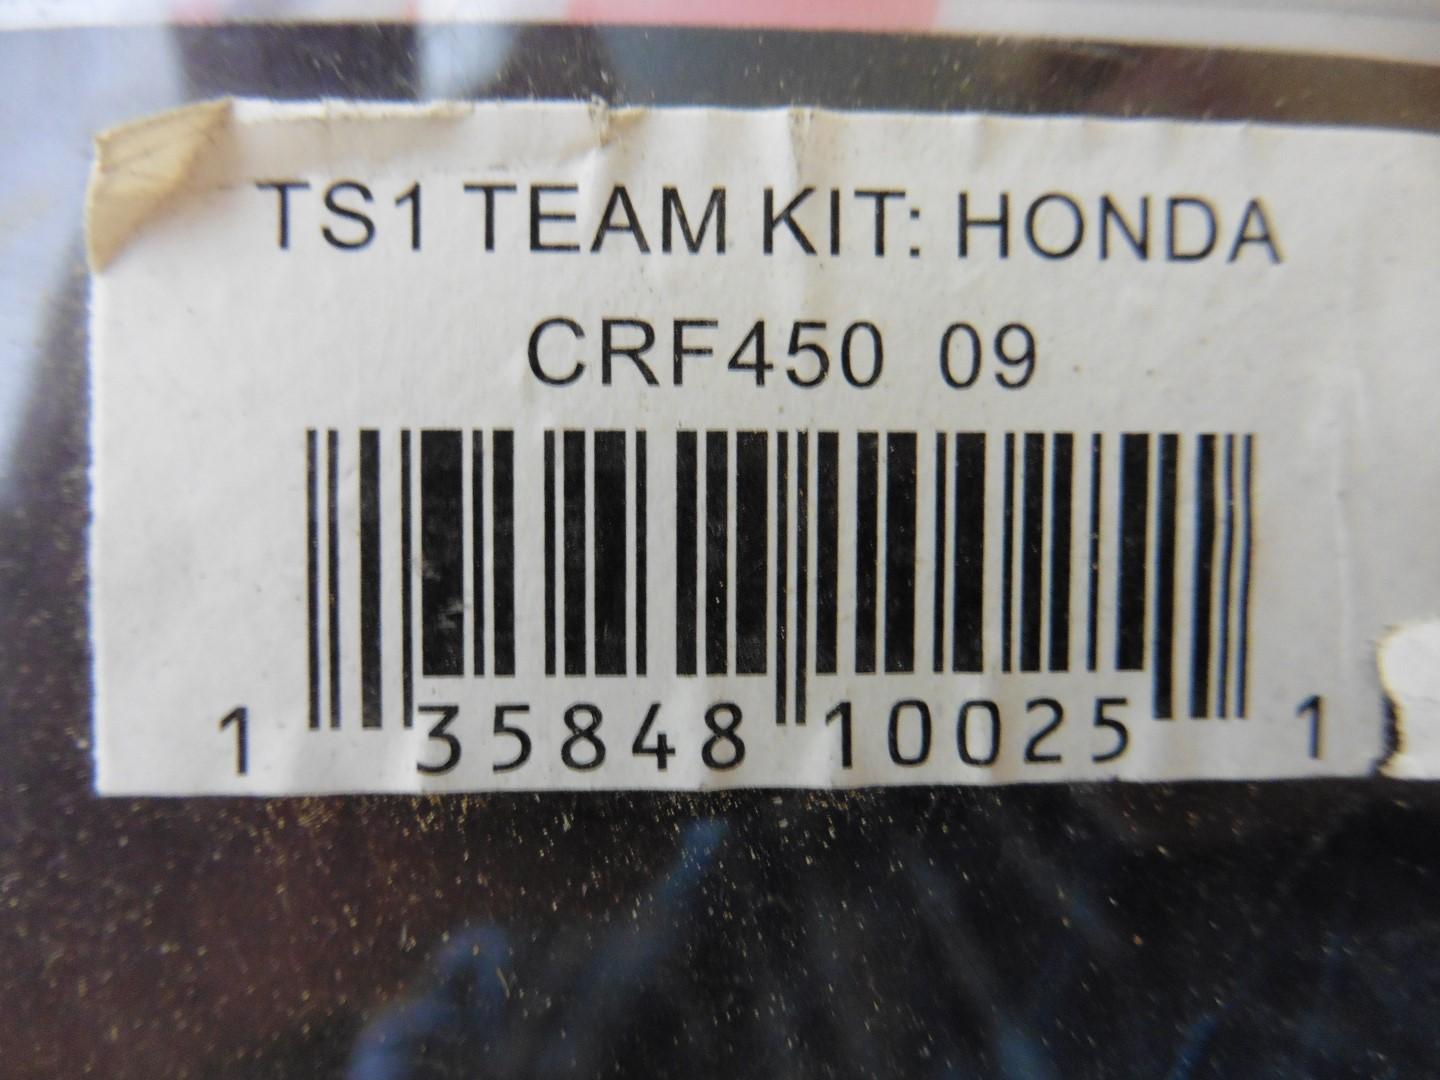 TS1 TEAM KIT: HONDA
CRF450 09
1 35848 10025 1